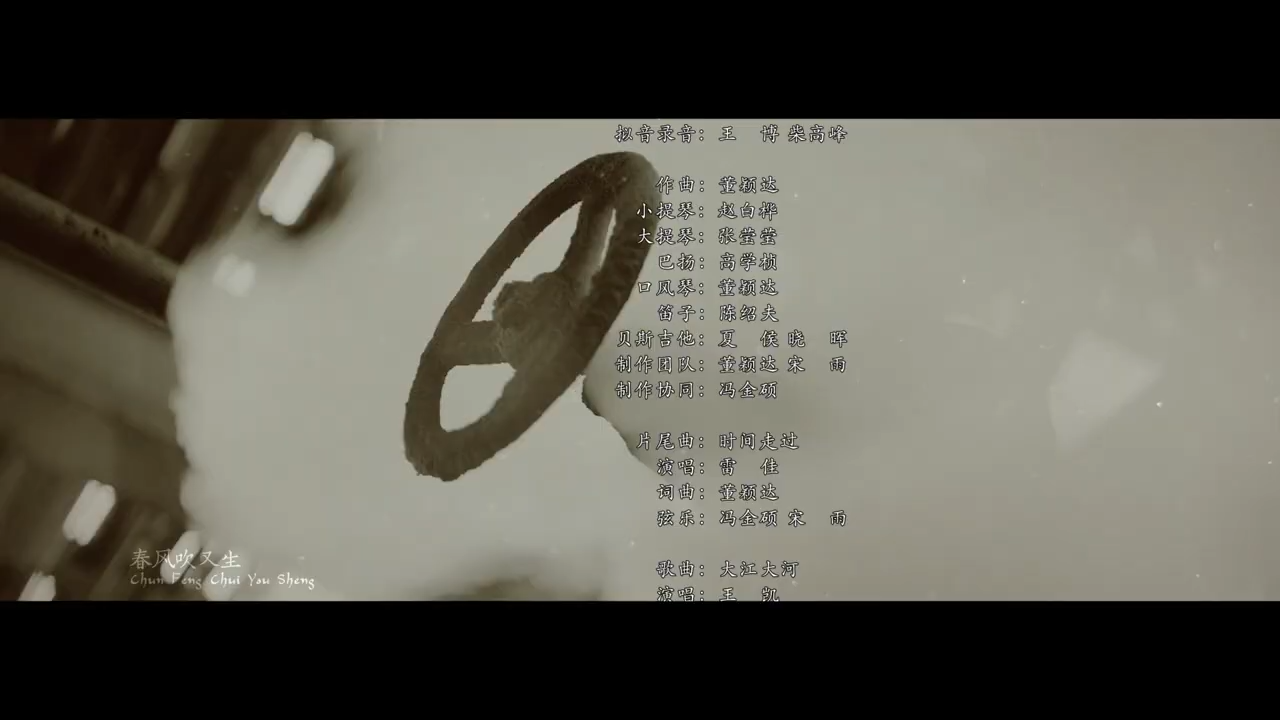 拟音录音：王　博 柴高峰
作曲：董颖达
小提琴：赵白桦
大提琴：张莹莹
巴扬：高学桢
口风琴：董颖达
笛子：陈绍夫
贝斯吉他：夏　侯 晓　晖
制作团队：董颖达 宋　雨
制作协同：冯金硕
片尾曲：时间走过
演唱：雷　佳
词曲：董颖达
弦乐：冯金硕 宋　雨
歌曲：大江大河
演唱：王　凯
春风吹又生
Chun Feng Chui You Sheng